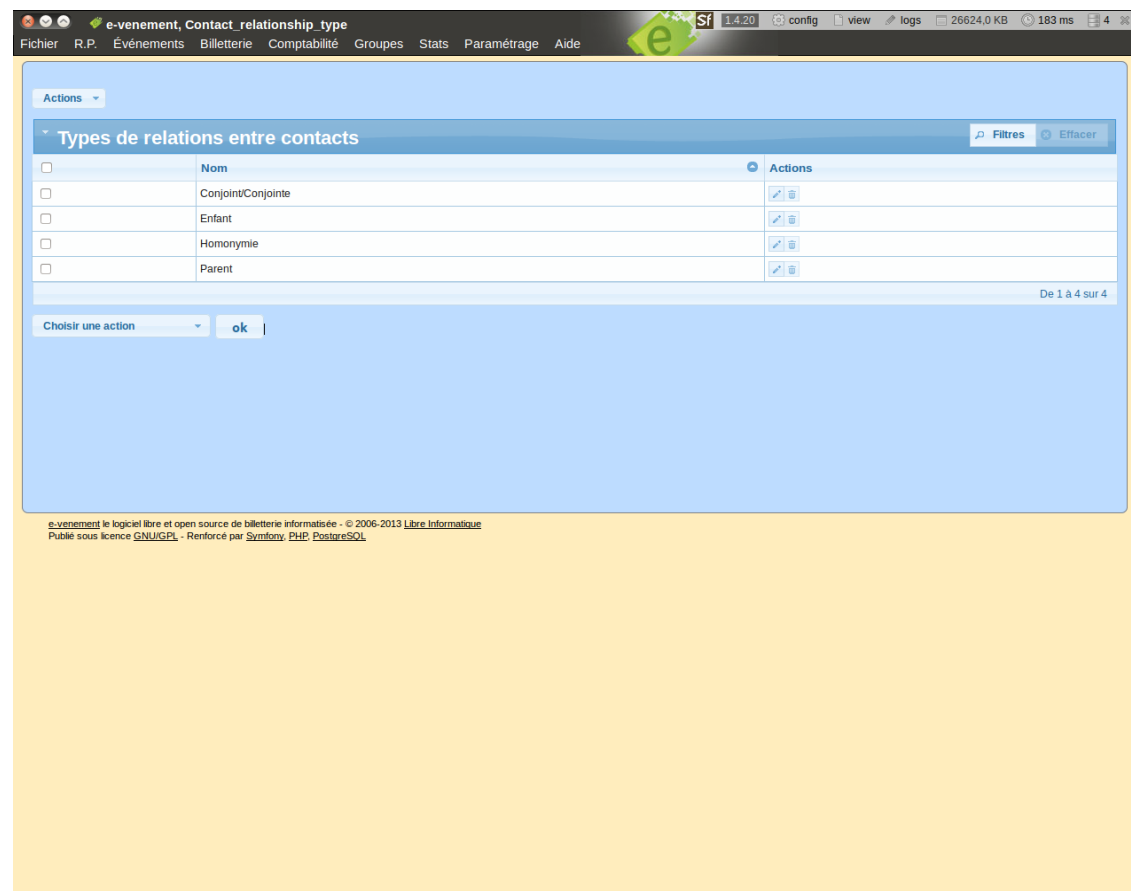 e-venement, Contact_relationship_type
Sf 1.4.20 config view logs 26624,0 KB 183 ms 4
Fichier R.P. Événements Billetterie Comptabilité Groupes Stats Paramétrage Aide
e
Actions
Types de relations entre contacts Filtres Effacer
Nom Actions
Conjoint/Conjointe
Enfant
Homonymie
Parent
De 1 à 4 sur 4
Choisir une action ok
e-venement le logiciel libre et open source de billetterie informatisée - © 2006-2013 Libre Informatique
Publié sous licence GNU/GPL - Renforcé par Symfony, PHP, PostgreSQL